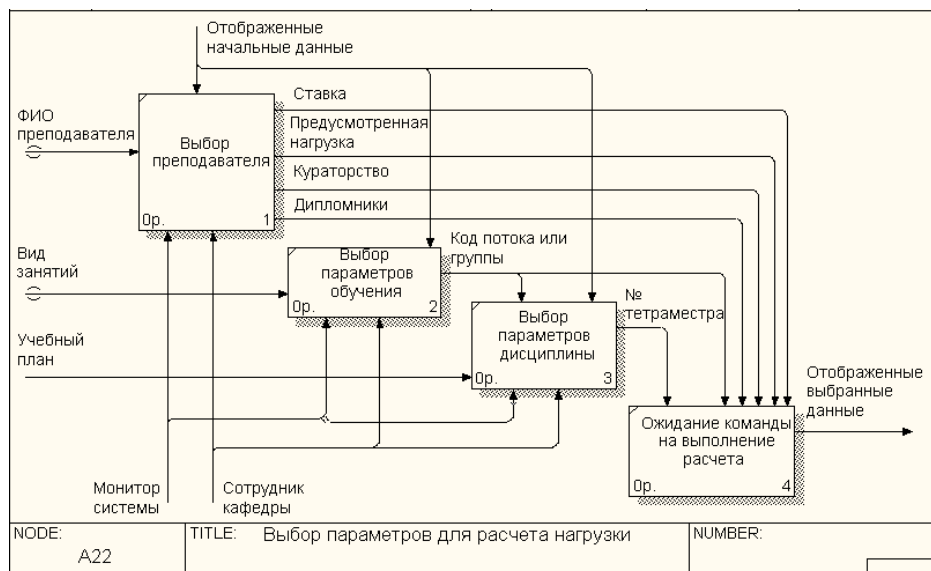 Отображенные
начальные данные
ФИО
преподавателя
Выбор
преподавателя
0р.
1
Ставка
Предусмотренная
нагрузка
Кураторство
Дипломники
Вид
занятий
Выбор
параметров
обучения
0р.
2
Код потока или
группы
Учебный
план
Выбор
параметров
дисциплины
0р.
3
№
тетраместра
Отображенные
выбранные
данные
Ожидание команды
на выполнение
расчета
0р.
4
Монитор
системы
Сотрудник
кафедры
NODE:
A22
TITLE: Выбор параметров для расчета нагрузки
NUMBER: